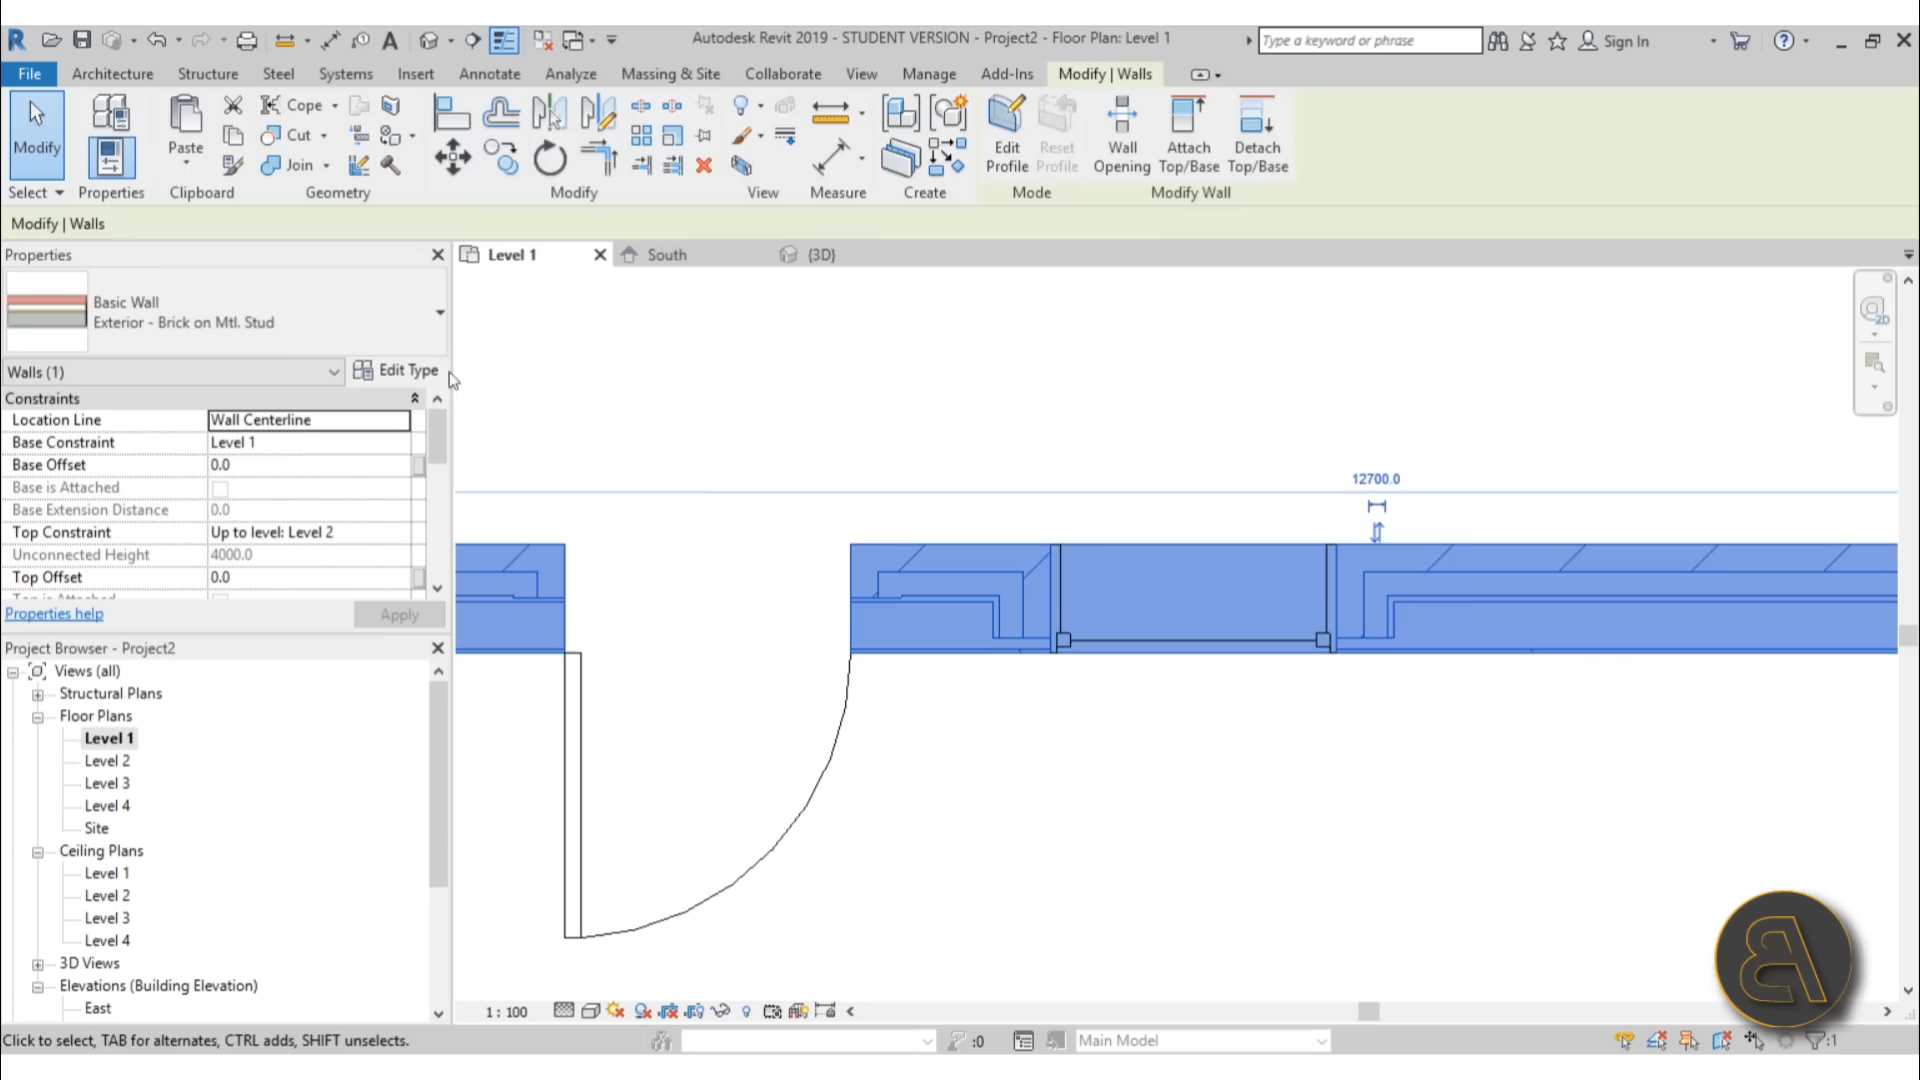 Autodesk Revit 2019 - STUDENT VERSION - Project2 - Floor Plan: Level 1
Type a keyword or phrase
Sign In
File Architecture Structure Steel Systems Insert Annotate Analyze Massing & Site Collaborate View Manage Add-Ins Modify | Walls
Modify
Paste
Cope
Cut
Join
Edit Profile
Reset Profile
Wall Opening
Attach Top/Base
Detach Top/Base
Select Properties Clipboard Geometry Modify View Measure Create Mode Modify Wall
Modify | Walls
Properties
Level 1 South {3D}
Basic Wall
Exterior - Brick on Mtl. Stud
Walls (1) Edit Type
Constraints
Location Line Wall Centerline
Base Constraint Level 1
Base Offset 0.0
Base is Attached
Base Extension Distance 0.0
Top Constraint Up to level: Level 2
Unconnected Height 4000.0
Top Offset 0.0
Properties help Apply
12700.0
2D
Project Browser - Project2
Views (all)
Structural Plans
Floor Plans
Level 1
Level 2
Level 3
Level 4
Site
Ceiling Plans
Level 1
Level 2
Level 3
Level 4
3D Views
Elevations (Building Elevation)
East
1 : 100
Click to select, TAB for alternates, CTRL adds, SHIFT unselects.
:0
Main Model
:1